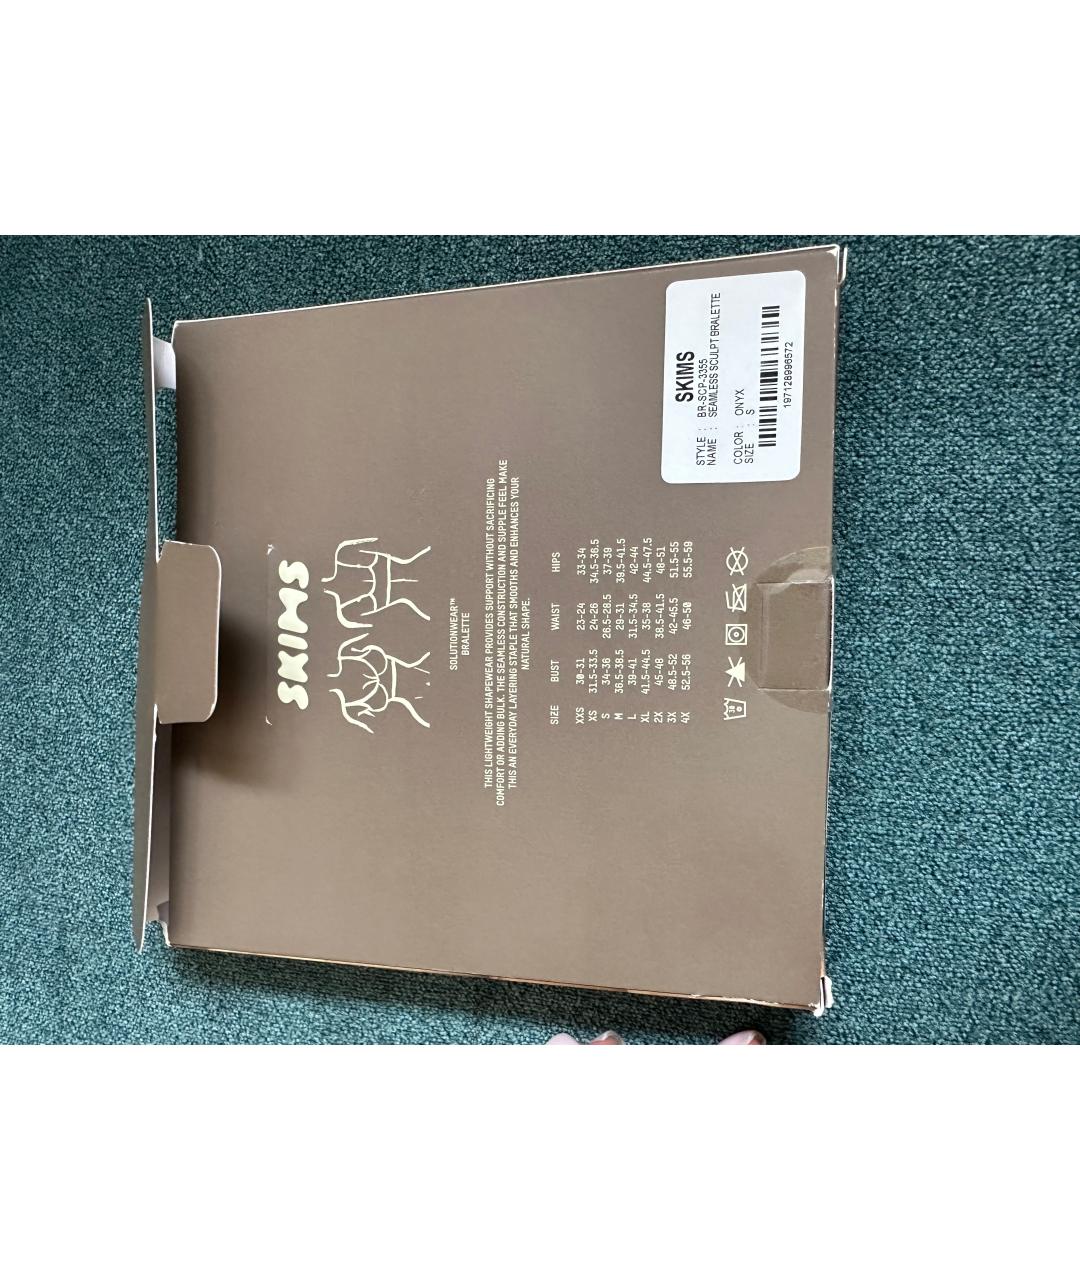 SKIMS
SOLUTIONWEAR™
BRALETTE
THIS LIGHTWEIGHT SHAPEWEAR PROVIDES SUPPORT WITHOUT SACRIFICING
COMFORT OR ADDING BULK. THE SEAMLESS CONSTRUCTION AND SUPPLE FEEL MAKE
THIS AN EVERYDAY LAYERING STAPLE THAT SMOOTHS AND ENHANCES YOUR
NATURAL SHAPE.
SIZE BUST WAIST HIPS
XXS 30-31 23-24 33-34
XS 31.5-33.5 24-26 34.5-36.5
S 34-36 26.5-28.5 37-39
M 36.5-38.5 29-31 39.5-41.5
L 39-41 31.5-34.5 42-44
XL 41.5-44.5 35-38 44.5-47.5
2X 45-48 38.5-41.5 48-51
3X 48.5-52 42-45.5 51.5-55
4X 52.5-56 46-50 55.5-59
30
SKIMS
STYLE : BR-SCP-3355
NAME : SEAMLESS SCULPT BRALETTE
COLOR : ONYX
SIZE : S
197128996572